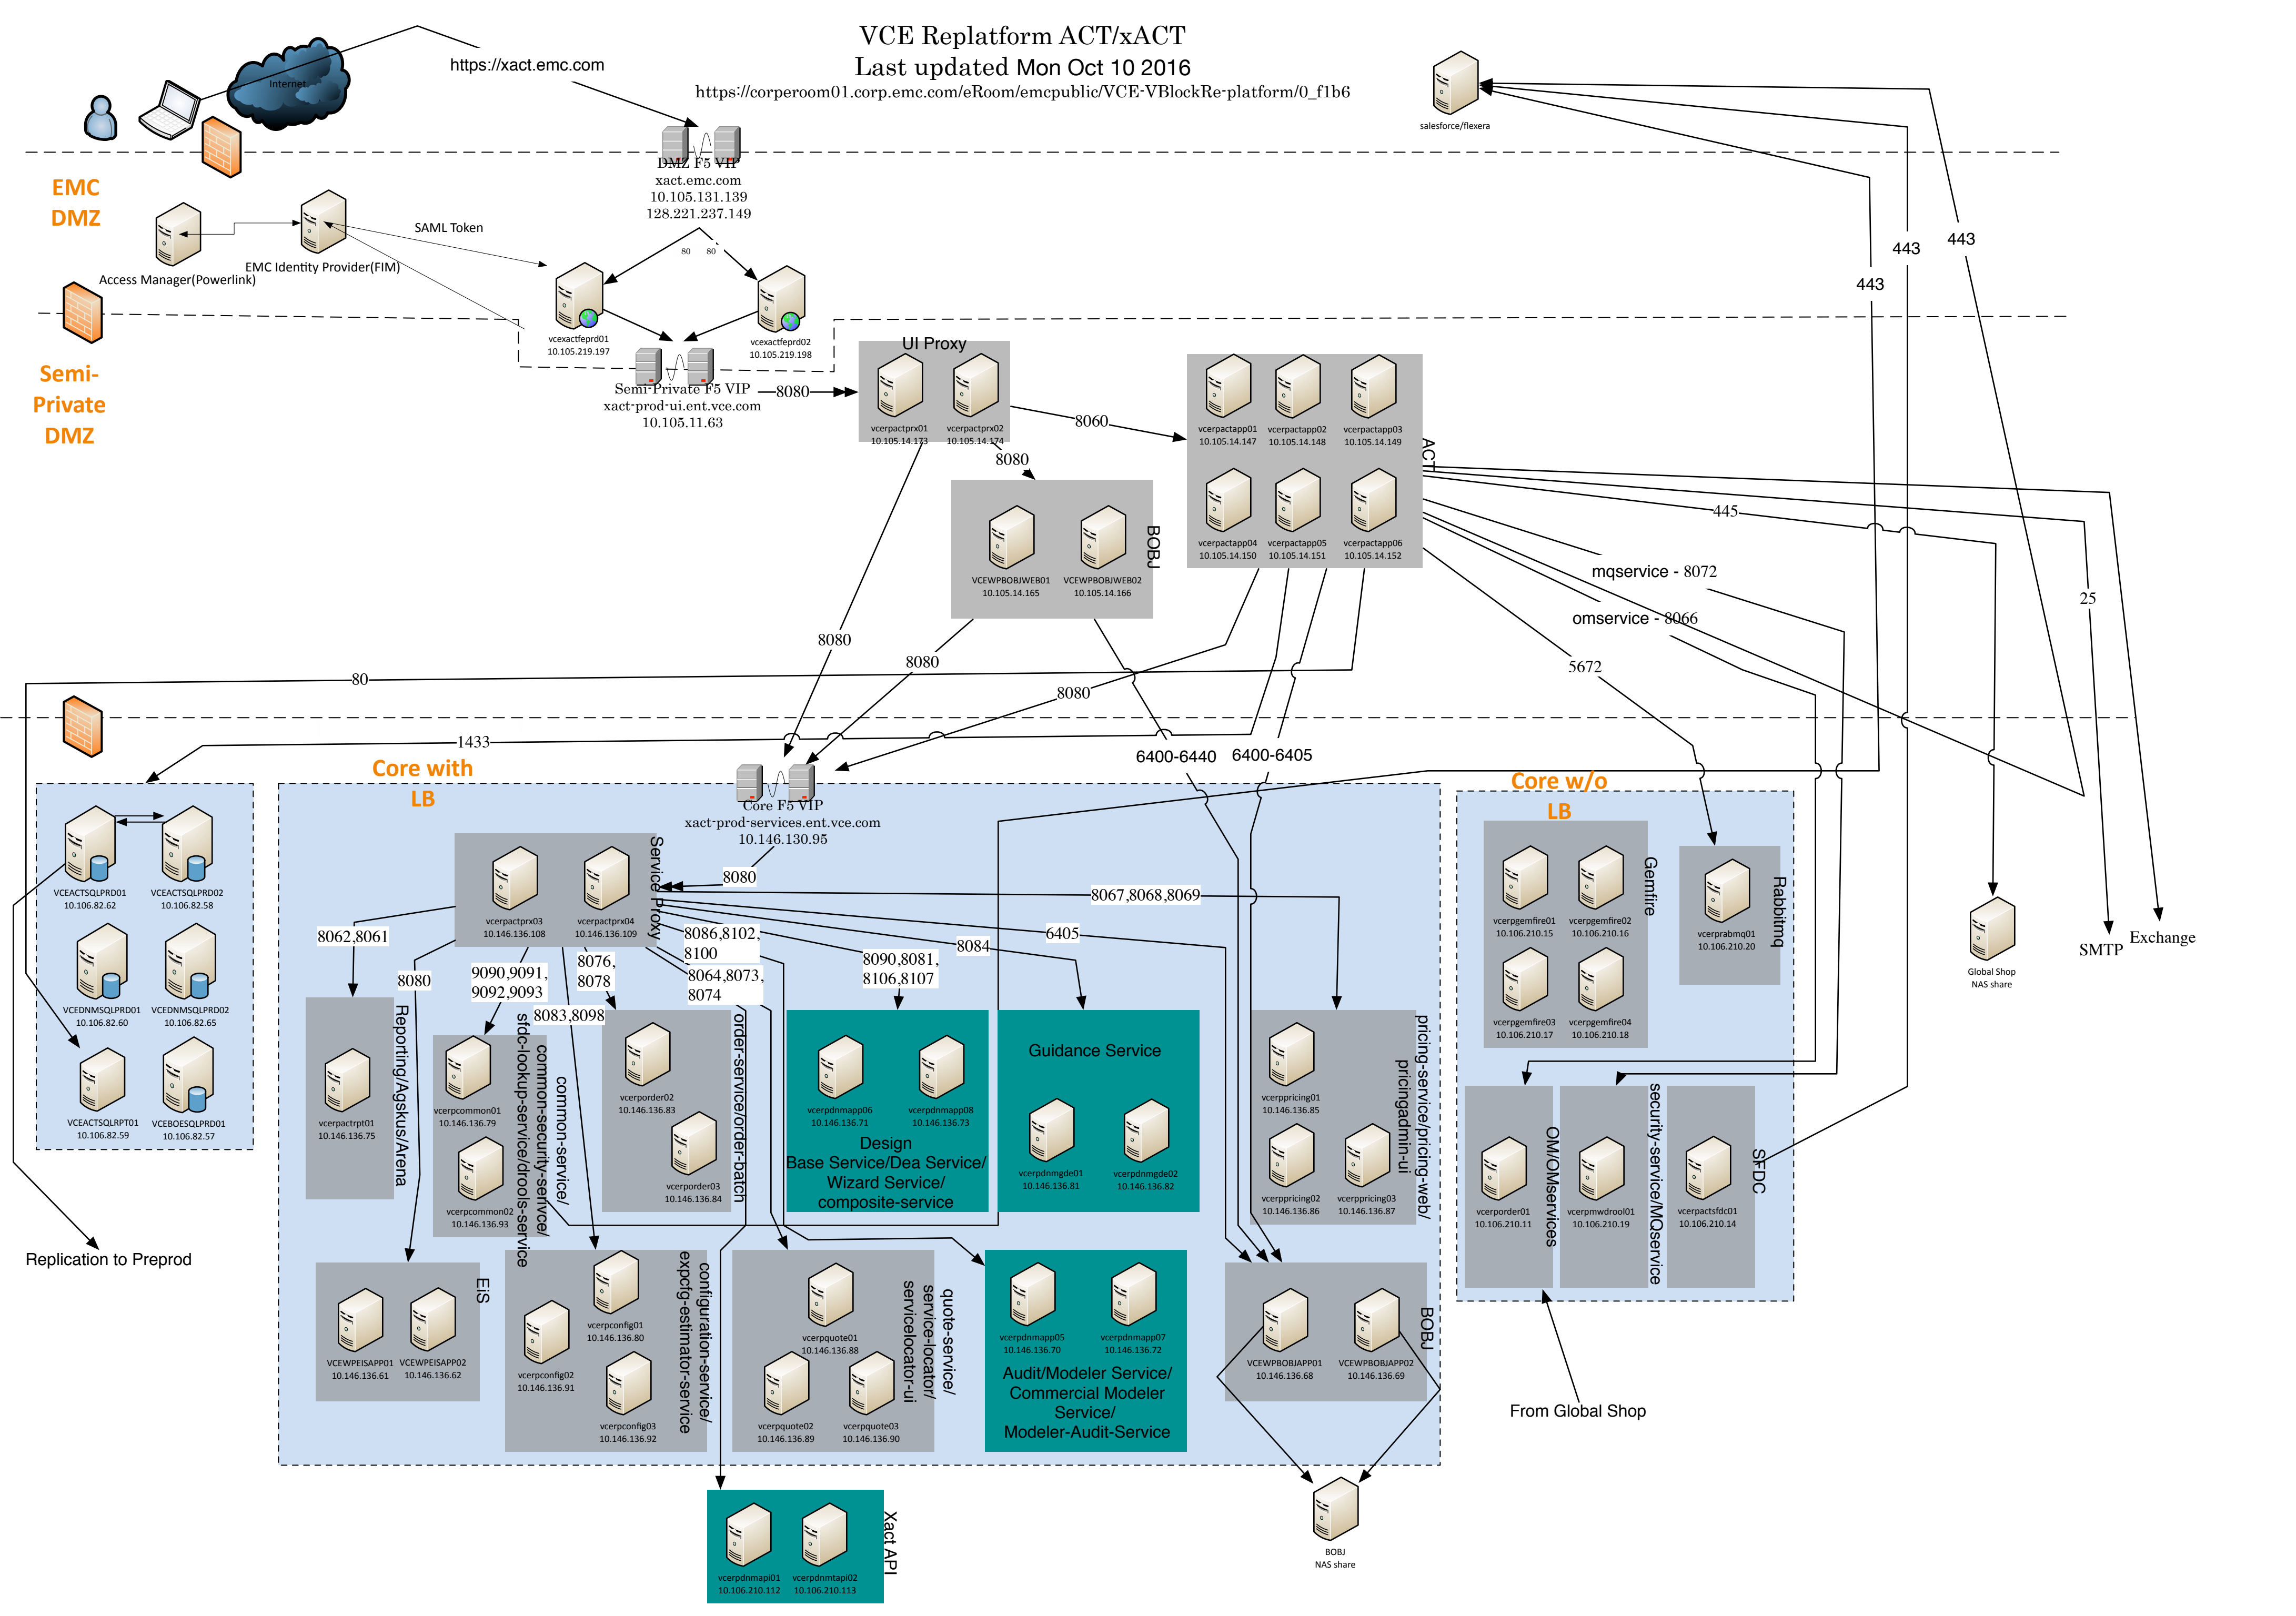 VCE Replatform ACT/xACT
Last updated Mon Oct 10 2016
https://corperoom01.corp.emc.com/eRoom/emcpublic/VCE-VBlockRe-platform/0_f1b6
https://xact.emc.com
Internet
salesforce/flexera
EMC
DMZ
DMZ F5 VIP
xact.emc.com
10.105.131.139
128.221.237.149
SAML Token
EMC Identity Provider(FIM)
Access Manager(Powerlink)
80
80
443
443
443
vcexactfeprd01
10.105.219.197
vcexactfeprd02
10.105.219.198
Semi-
Private
DMZ
Semi-Private F5 VIP
xact-prod-ui.ent.vce.com
10.105.11.63
8080
UI Proxy
vcerpactprx01
10.105.14.173
vcerpactprx02
10.105.14.174
8060
8080
ACT
vcerpactapp01
10.105.14.147
vcerpactapp02
10.105.14.148
vcerpactapp03
10.105.14.149
vcerpactapp04
10.105.14.150
vcerpactapp05
10.105.14.151
vcerpactapp06
10.105.14.152
BOBJ
VCEWPBOBJWEB01
10.105.14.165
VCEWPBOBJWEB02
10.105.14.166
445
mqservice - 8072
omservice - 8066
25
5672
8080
8080
8080
80
1433
6400-6440
6400-6405
Core with
LB
Core F5 VIP
xact-prod-services.ent.vce.com
10.146.130.95
8080
Core w/o
LB
VCEACTSQLPRD01
10.106.82.62
VCEACTSQLPRD02
10.106.82.58
VCEDNMSQLPRD01
10.106.82.60
VCEDNMSQLPRD02
10.106.82.65
VCEACTSQLRPT01
10.106.82.59
VCEBOESQLPRD01
10.106.82.57
Replication to Preprod
Service Proxy
vcerpactprx03
10.146.136.108
vcerpactprx04
10.146.136.109
8062,8061
8080
9090,9091,
9092,9093
8083,8098
8076,
8078
8086,8102,
8100
8064,8073,
8074
8090,8081,
8106,8107
8084
6405
8067,8068,8069
Reporting/Agskus/Arena
vcerpactrpt01
10.146.136.75
common-service/
common-security-serivce/
sfdc-lookup-service/drools-service
vcerpcommon01
10.146.136.79
vcerpcommon02
10.146.136.93
order-service/order-batch
vcerporder02
10.146.136.83
vcerporder03
10.146.136.84
vcerpdnmapp06
10.146.136.71
vcerpdnmapp08
10.146.136.73
Design
Base Service/Dea Service/
Wizard Service/
composite-service
Guidance Service
vcerpdnmgde01
10.146.136.81
vcerpdnmgde02
10.146.136.82
pricing-service/pricing-web/
pricingadmin-ui
vcerppricing01
10.146.136.85
vcerppricing02
10.146.136.86
vcerppricing03
10.146.136.87
EiS
VCEWPEISAPP01
10.146.136.61
VCEWPEISAPP02
10.146.136.62
configuration-service/
expcfg-estimator-service
vcerpconfig01
10.146.136.80
vcerpconfig02
10.146.136.91
vcerpconfig03
10.146.136.92
quote-service/
service-locator/
servicelocator-ui
vcerpquote01
10.146.136.88
vcerpquote02
10.146.136.89
vcerpquote03
10.146.136.90
vcerpdnmapp05
10.146.136.70
vcerpdnmapp07
10.146.136.72
Audit/Modeler Service/
Commercial Modeler
Service/
Modeler-Audit-Service
BOBJ
VCEWPBOBJAPP01
10.146.136.68
VCEWPBOBJAPP02
10.146.136.69
BOBJ
NAS share
Xact API
vcerpdnmapi01
10.106.210.112
vcerpdnmtapi02
10.106.210.113
Gemfire
vcerpgemfire01
10.106.210.15
vcerpgemfire02
10.106.210.16
vcerpgemfire03
10.106.210.17
vcerpgemfire04
10.106.210.18
Rabbitmq
vcerprabmq01
10.106.210.20
OM/OMservices
vcerporder01
10.106.210.11
security-service/MQservice
vcerpmwdrool01
10.106.210.19
SFDC
vcerpactsfdc01
10.106.210.14
From Global Shop
Global Shop
NAS share
SMTP
Exchange